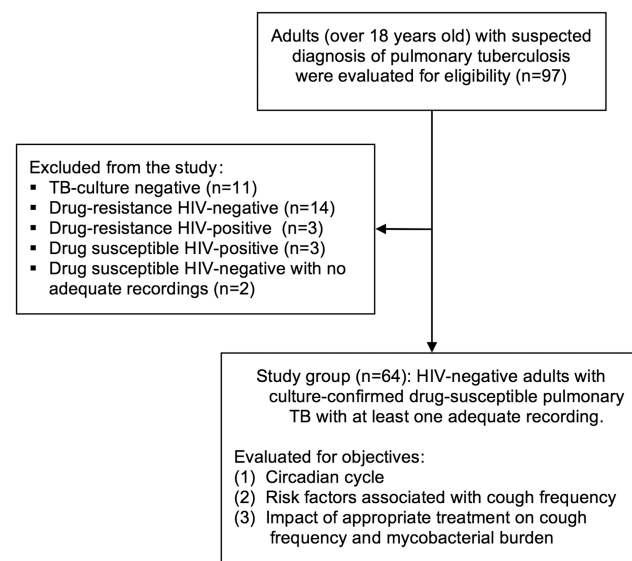 Adults (over 18 years old) with suspected
diagnosis of pulmonary tuberculosis
were evaluated for eligibility (n=97)
Excluded from the study:
▪ TB-culture negative (n=11)
▪ Drug-resistance HIV-negative (n=14)
▪ Drug-resistance HIV-positive (n=3)
▪ Drug susceptible HIV-positive (n=3)
▪ Drug susceptible HIV-negative with no
adequate recordings (n=2)
Study group (n=64): HIV-negative adults with
culture-confirmed drug-susceptible pulmonary
TB with at least one adequate recording.
Evaluated for objectives:
(1) Circadian cycle
(2) Risk factors associated with cough frequency
(3) Impact of appropriate treatment on cough
frequency and mycobacterial burden